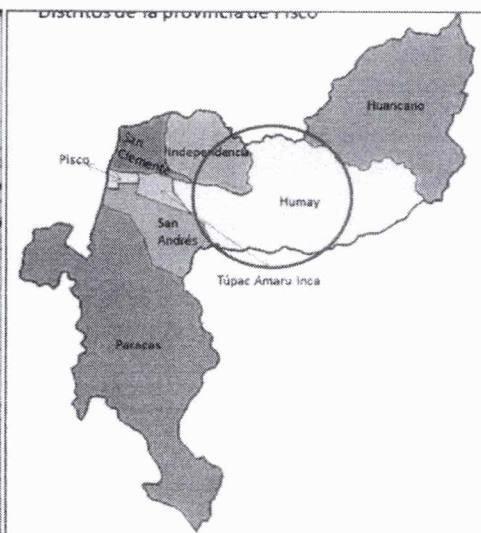 Distritos de la provincia de Pisco
Huancano
San
Clemente
Independencia
Pisco
Humay
San
Andrés
Túpac Amaru Inca
Paracas